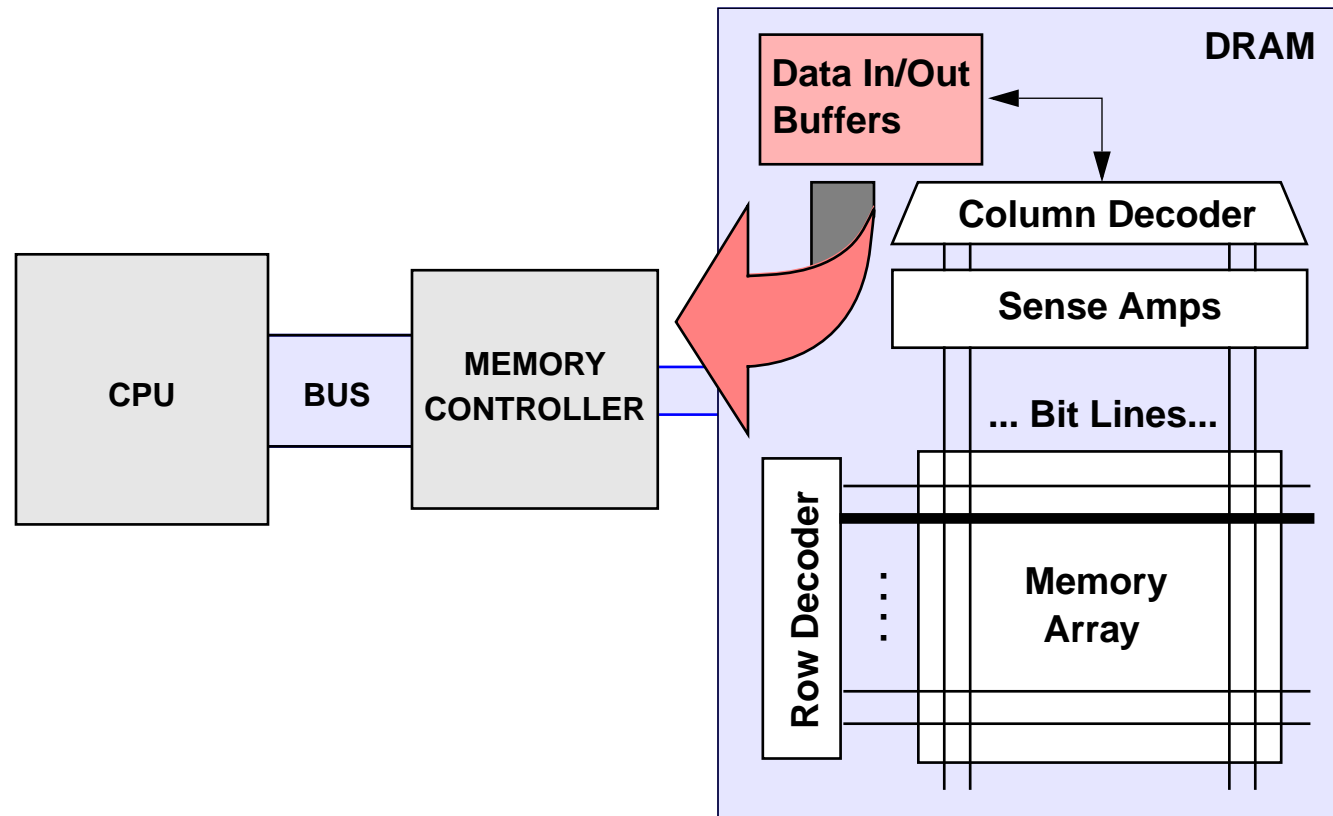 DRAM
Data In/Out
Buffers
Column Decoder
Sense Amps
... Bit Lines...
CPU
BUS
MEMORY
CONTROLLER
Row Decoder
. . . .
Memory
Array